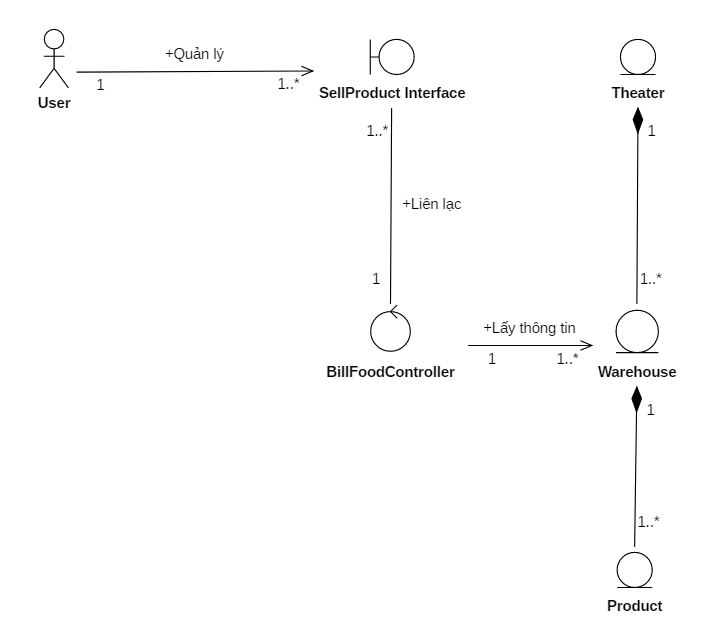 +Quản lý
1
1..*
User
SellProduct Interface
Theater
1..*
1
+Liên lạc
1
1..*
+Lấy thông tin
1
1..*
BillFoodController
Warehouse
1
1..*
Product